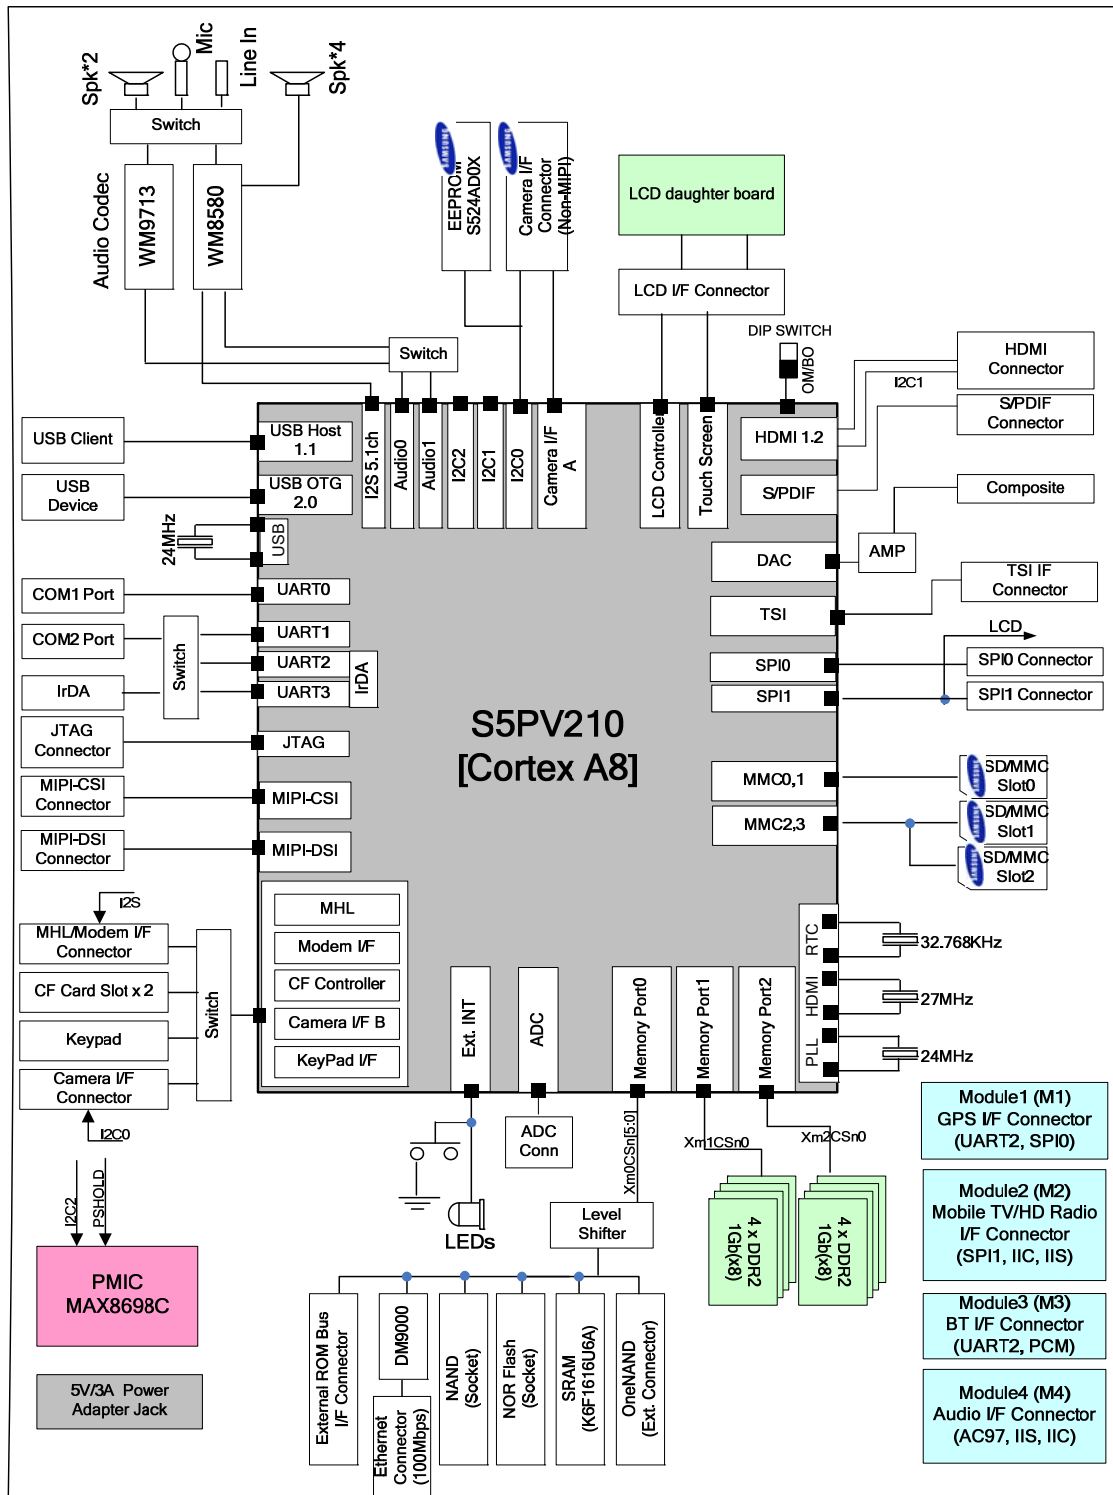 Spk*2
Mic
Line In
Spk*4
Switch
Audio Codec
WM9713
WM8580
SAMSUNG
EEPROM
S524AD0X
SAMSUNG
Camera I/F
Connector
(Non-MIPI)
LCD daughter board
LCD I/F Connector
Switch
DIP SWITCH
OM/BO
HDMI
Connector
I2C1
S/PDIF
Connector
Composite
AMP
TSI IF
Connector
LCD
SPI0 Connector
SPI1 Connector
USB Client
USB
Device
24MHz
COM1 Port
COM2 Port
IrDA
Switch
JTAG
Connector
MIPI-CSI
Connector
MIPI-DSI
Connector
USB Host
1.1
USB OTG
2.0
USB
UART0
UART1
UART2
UART3
IrDA
JTAG
MIPI-CSI
MIPI-DSI
I2S 5.1ch
Audio0
Audio1
I2C2
I2C1
I2C0
Camera I/F
A
LCD Controller
Touch Screen
HDMI 1.2
S/PDIF
DAC
TSI
SPI0
SPI1
MMC0,1
MMC2,3
S5PV210
[Cortex A8]
SAMSUNG
SD/MMC
Slot0
SAMSUNG
SD/MMC
Slot1
SAMSUNG
SD/MMC
Slot2
I2S
MHL/Modem I/F
Connector
CF Card Slot x 2
Keypad
Camera I/F
Connector
I2C0
Switch
MHL
Modem I/F
CF Controller
Camera I/F B
KeyPad I/F
Ext. INT
ADC
Memory Port0
Memory Port1
Memory Port2
RTC
HDMI
PLL
32.768KHz
27MHz
24MHz
I2C2
PSHOLD
PMIC
MAX8698C
5V/3A Power
Adapter Jack
LEDs
ADC
Conn
Xm0CSn[5:0]
Xm1CSn0
Xm2CSn0
Level
Shifter
4 x DDR2
1Gb(x8)
4 x DDR2
1Gb(x8)
External ROM Bus
I/F Connector
DM9000
Ethernet
Connector
(100Mbps)
NAND
(Socket)
NOR Flash
(Socket)
SRAM
(K6F1616U6A)
OneNAND
(Ext. Connector)
Module1 (M1)
GPS I/F Connector
(UART2, SPI0)
Module2 (M2)
Mobile TV/HD Radio
I/F Connector
(SPI1, IIC, IIS)
Module3 (M3)
BT I/F Connector
(UART2, PCM)
Module4 (M4)
Audio I/F Connector
(AC97, IIS, IIC)